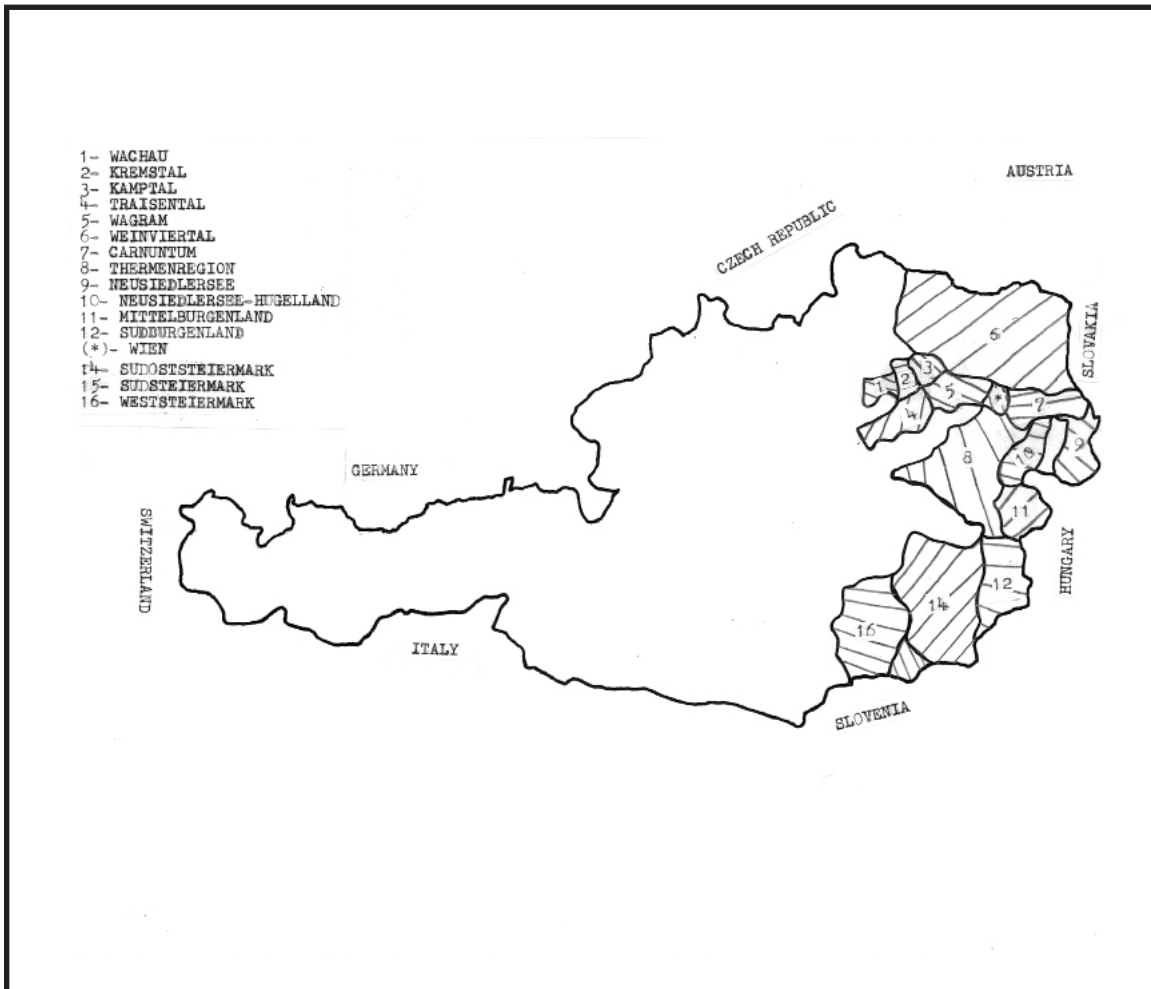 1- WACHAU
2- KREMSTAL
3- KAMPTAL
4- TRAISENTAL
5- WAGRAM
6- WEINVIERTAL
7- CARNUNTUM
8- THERMENREGION
9- NEUSIEDLERSEE
10- NEUSIEDLERSEE-HUGELLAND
11- MITTELBURGENLAND
12- SUDBURGENLAND
(*)- WIEN
14- SUDOSTSTEIERMARK
15- SUDSTEIERMARK
16- WESTSTEIERMARK
AUSTRIA
CZECH REPUBLIC
SLOVAKIA
6
3
1 2 5 * 7
4
8 10 9
11
GERMANY
SWITZERLAND
HUNGARY
12
14
16
ITALY
SLOVENIA